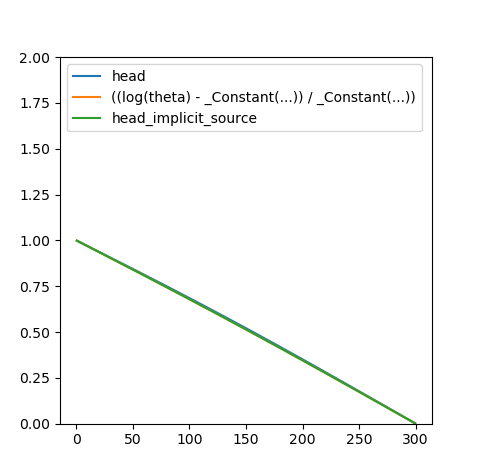 2.00
1.75
1.50
1.25
1.00
0.75
0.50
0.25
0.00
head
((log(theta) - _Constant(...)) / _Constant(...))
head_implicit_source
0 50 100 150 200 250 300